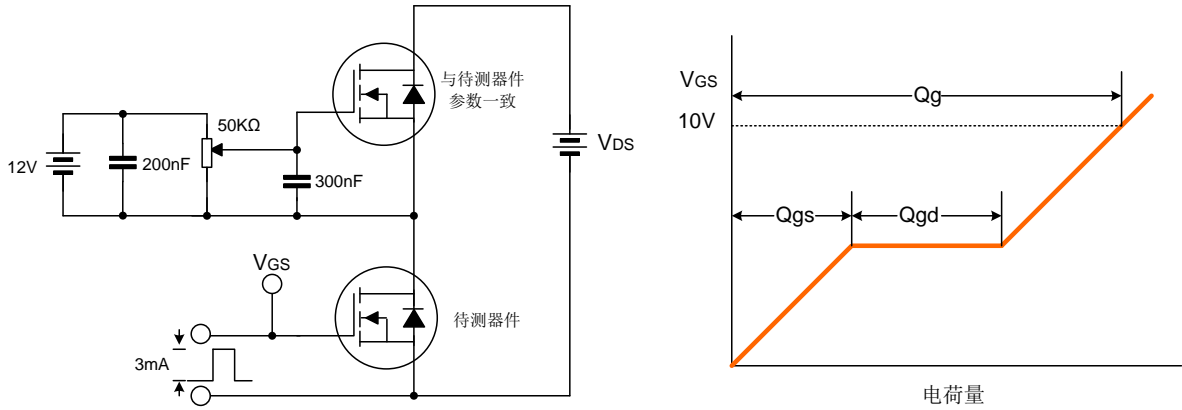 与待测器件
参数一致
50KΩ
12V
200nF
300nF
VDS
VGS
待测器件
3mA
VGS
Qg
10V
Qgs
Qgd
电荷量